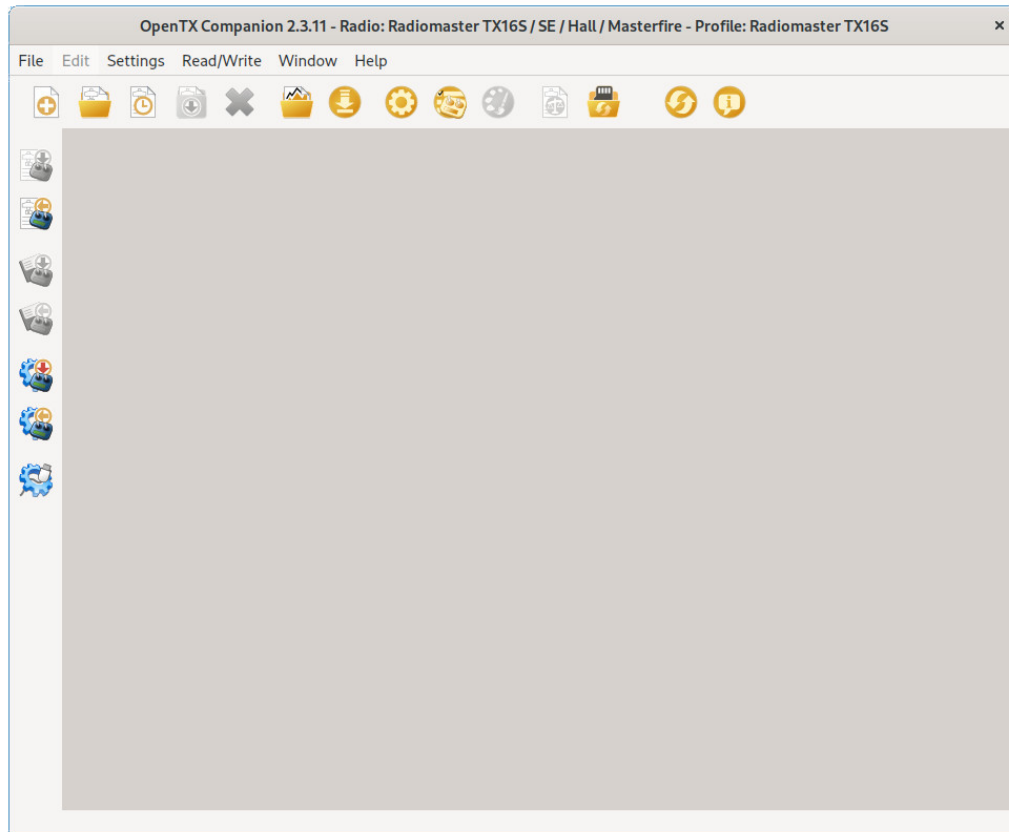 OpenTX Companion 2.3.11 - Radio: Radiomaster TX16S / SE / Hall / Masterfire - Profile: Radiomaster TX16S
File Edit Settings Read/Write Window Help